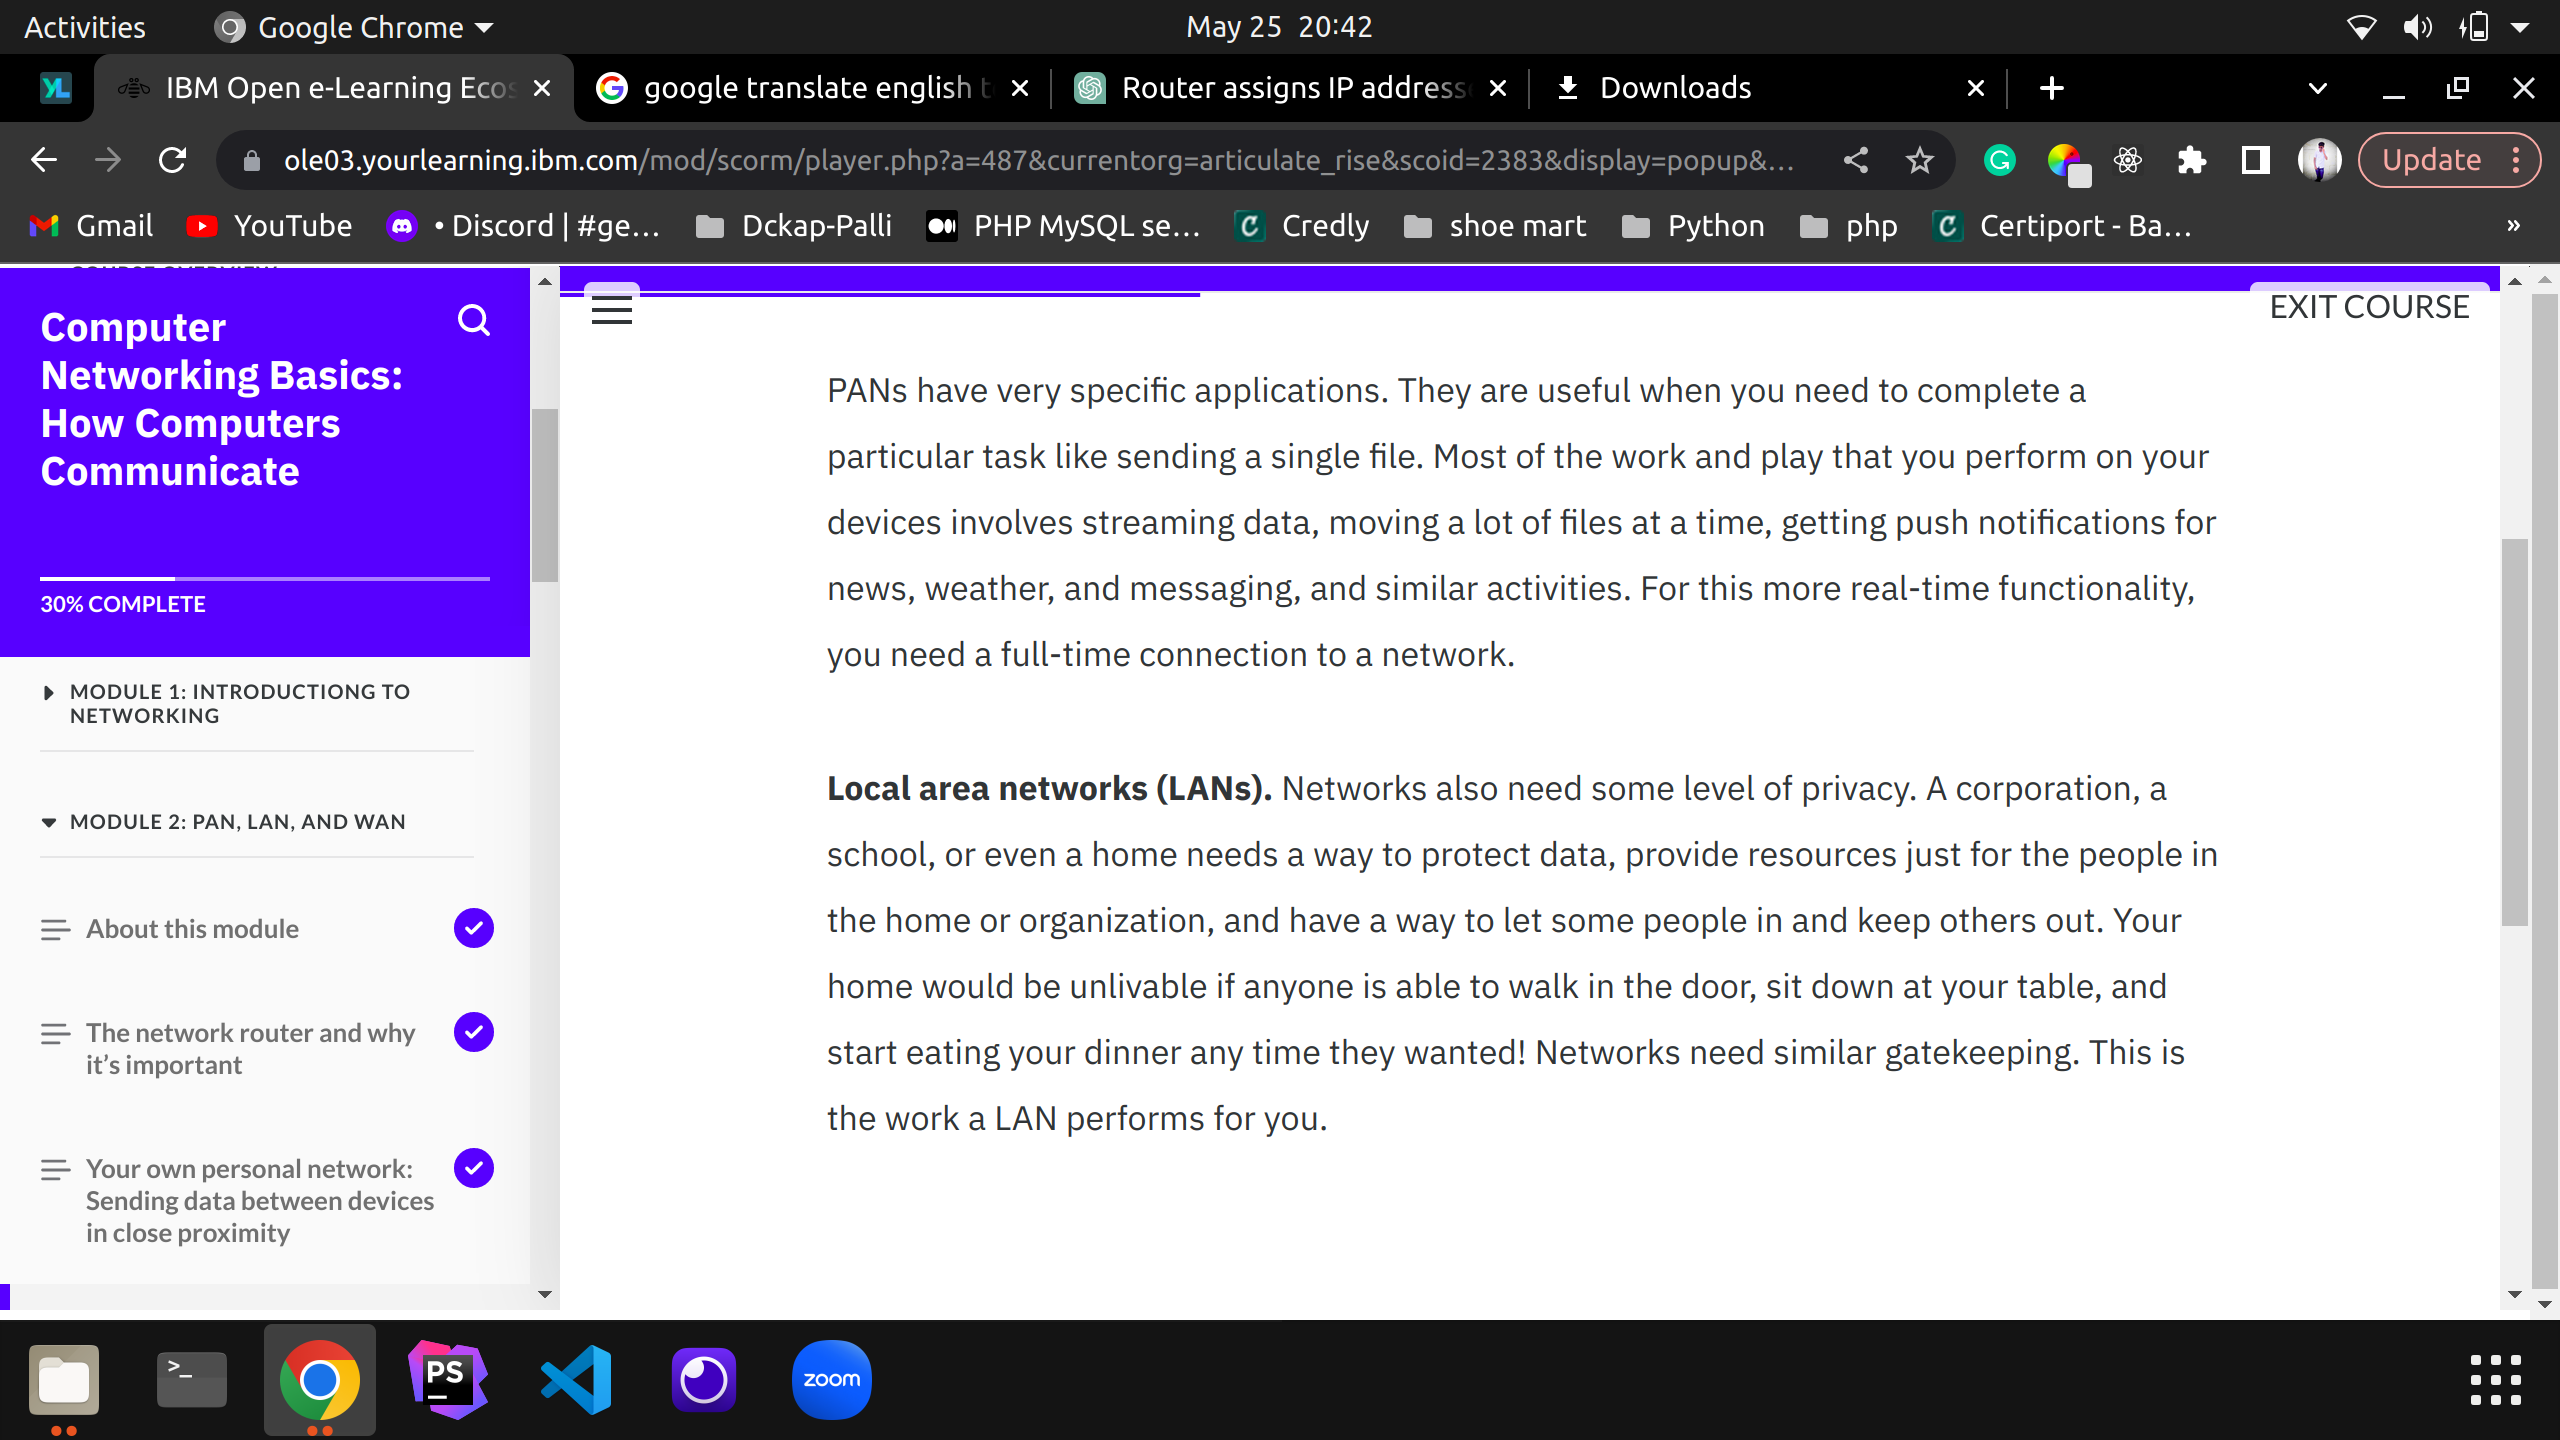 Activities
Google Chrome
May 25 20:42
IBM Open e-Learning Ecos
google translate english t
Router assigns IP addresse
Downloads
ole03.yourlearning.ibm.com/mod/scorm/player.php?a=487&currentorg=articulate_rise&scoid=2383&display=popup&...
Update
Gmail
YouTube
• Discord | #ge...
Dckap-Palli
PHP MySQL se...
Credly
shoe mart
Python
php
Certiport - Ba...
»
COURSE OVERVIEW
Computer
Networking Basics:
How Computers
Communicate
30% COMPLETE
MODULE 1: INTRODUCTIONG TO
NETWORKING
MODULE 2: PAN, LAN, AND WAN
About this module
The network router and why
it's important
Your own personal network:
Sending data between devices
in close proximity
EXIT COURSE
PANs have very specific applications. They are useful when you need to complete a
particular task like sending a single file. Most of the work and play that you perform on your
devices involves streaming data, moving a lot of files at a time, getting push notifications for
news, weather, and messaging, and similar activities. For this more real-time functionality,
you need a full-time connection to a network.
Local area networks (LANs). Networks also need some level of privacy. A corporation, a
school, or even a home needs a way to protect data, provide resources just for the people in
the home or organization, and have a way to let some people in and keep others out. Your
home would be unlivable if anyone is able to walk in the door, sit down at your table, and
start eating your dinner any time they wanted! Networks need similar gatekeeping. This is
the work a LAN performs for you.
YL
>_
PS
zoom